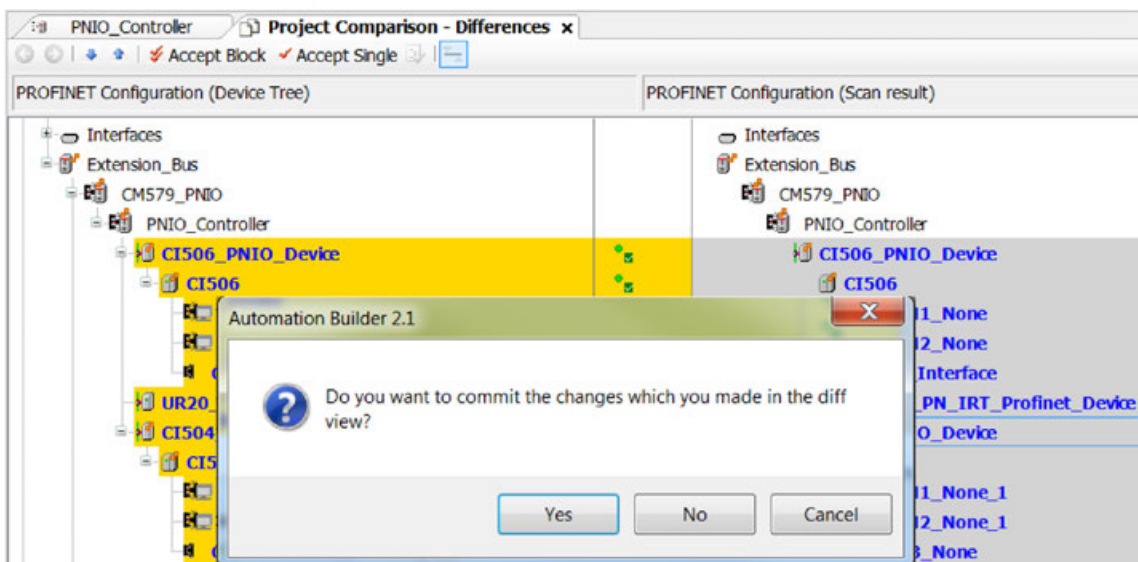 PNIO_Controller Project Comparison - Differences x
Accept Block Accept Single
PROFINET Configuration (Device Tree) PROFINET Configuration (Scan result)
Interfaces Interfaces
Extension_Bus Extension_Bus
CM579_PNIO CM579_PNIO
PNIO_Controller PNIO_Controller
CI506_PNIO_Device CI506_PNIO_Device
CI506 CI506
Automation Builder 2.1 X 1_None
2_None
Interface
Do you want to commit the changes which you made in the diff
view?
UR20_ _PN_IRT_Profinet_Device
CI504 O_Device
CI5
Yes No Cancel
1_None_1
2_None_1
3_None